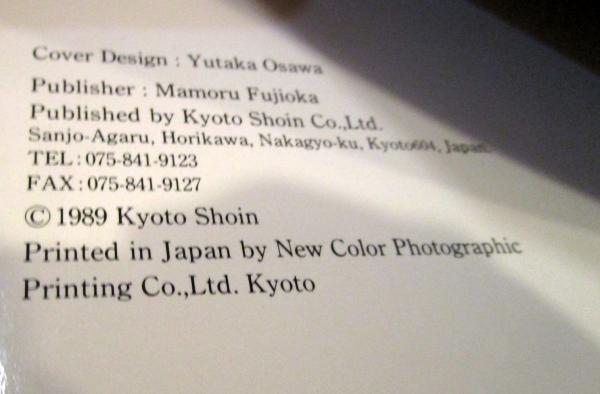 Cover Design : Yutaka Osawa
Publisher : Mamoru Fujioka
Published by Kyoto Shoin Co.,Ltd.
Sanjo-Agaru, Horikawa, Nakagyo-ku, Kyoto604, Japan.
TEL:075-841-9123
FAX:075-841-9127
© 1989 Kyoto Shoin
Printed in Japan by New Color Photographic
Printing Co.,Ltd. Kyoto